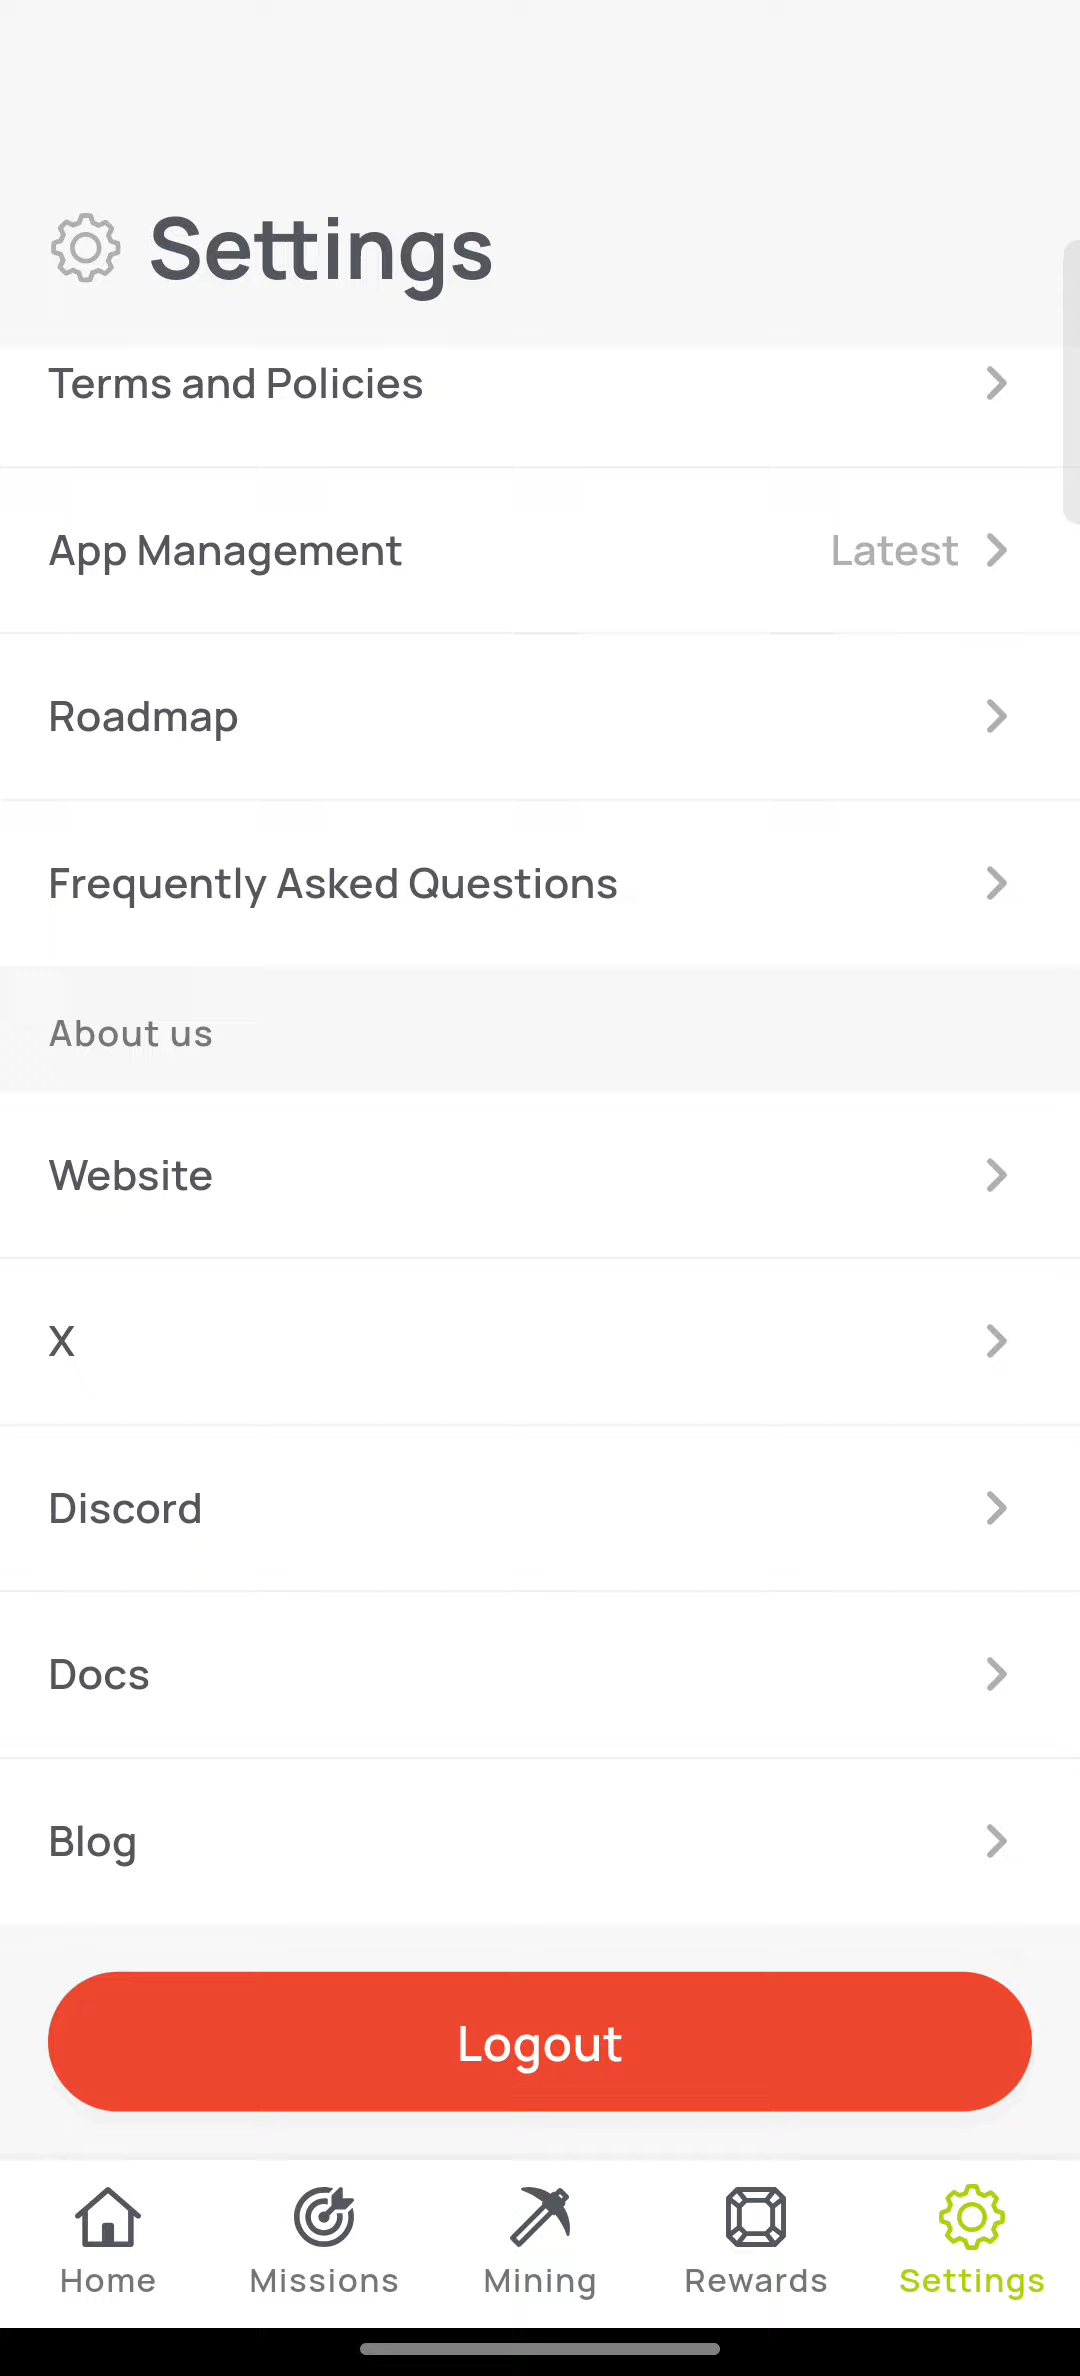 Settings
Terms and Policies
App Management
Latest
Roadmap
Frequently Asked Questions
About us
Website
X
Discord
Docs
Blog
Logout
Home
Missions
Mining
Rewards
Settings